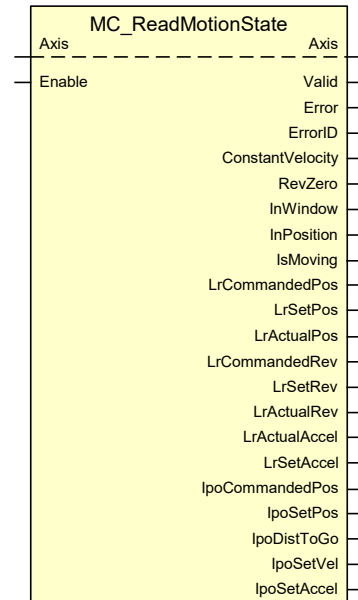 MC_ReadMotionState
Axis Axis
Enable Valid
Error
ErrorID
ConstantVelocity
RevZero
InWindow
InPosition
IsMoving
LrCommandedPos
LrSetPos
LrActualPos
LrCommandedRev
LrSetRev
LrActualRev
LrActualAccel
LrSetAccel
IpoCommandedPos
IpoSetPos
IpoDistToGo
IpoSetVel
IpoSetAccel